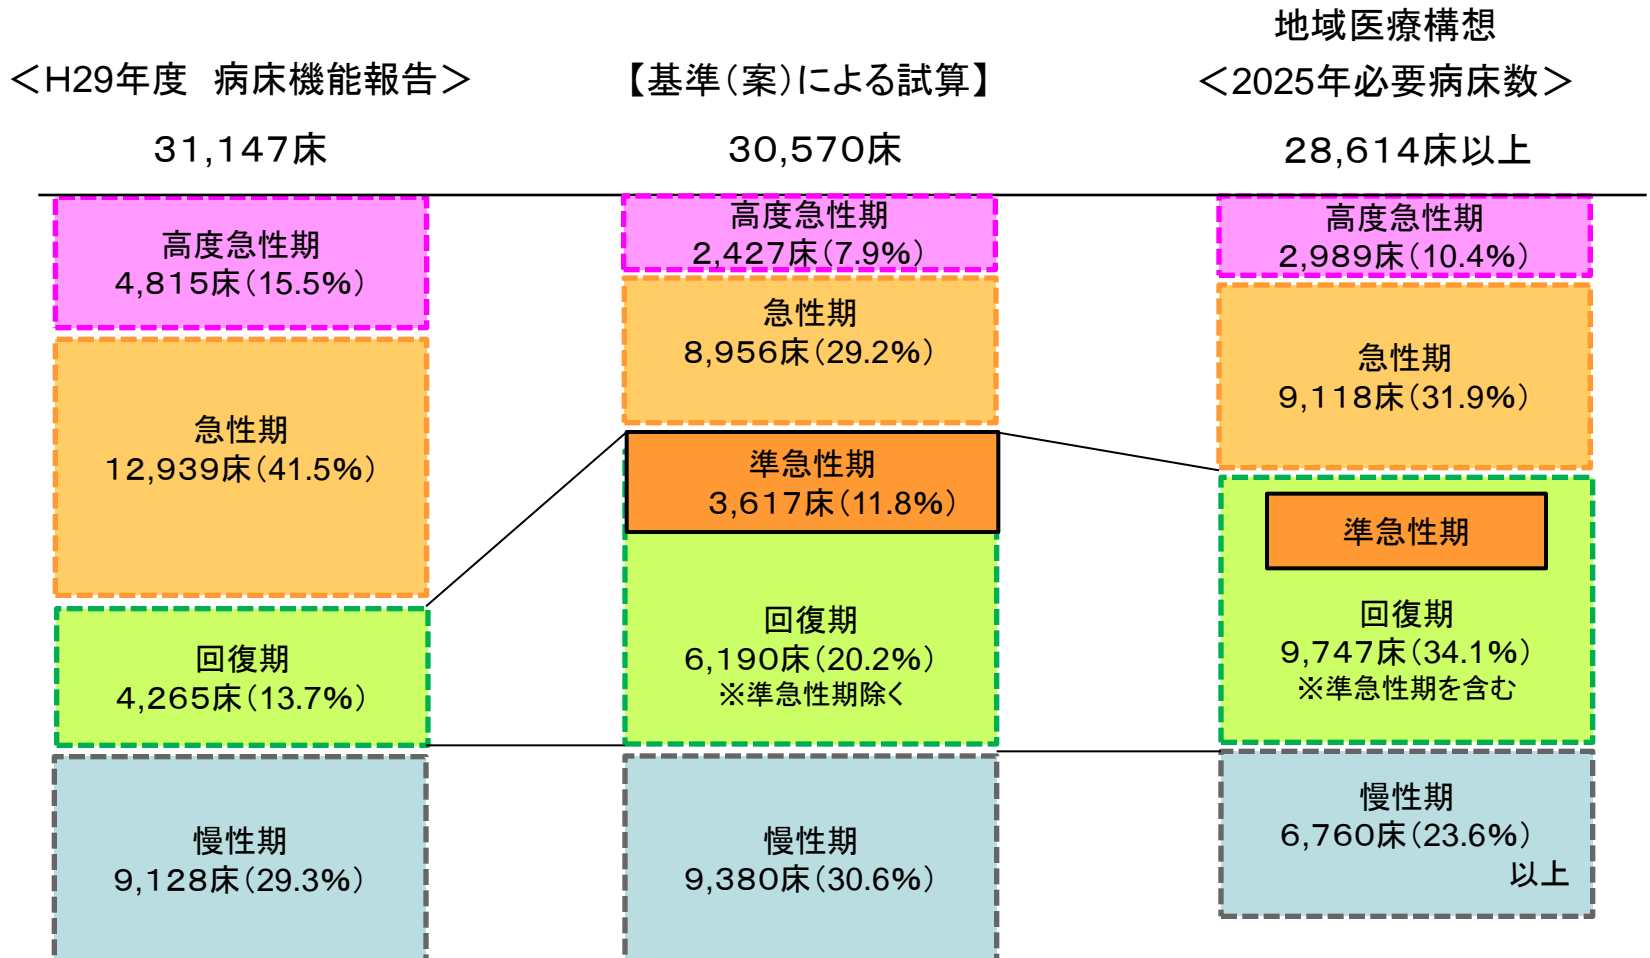 ＜H29年度　病床機能報告＞
31,147床
高度急性期
4,815床（15.5%）
急性期
12,939床（41.5%）
回復期
4,265床（13.7%）
慢性期
9,128床（29.3%）
【基準（案）による試算】
30,570床
高度急性期
2,427床（7.9%）
急性期
8,956床（29.2%）
準急性期
3,617床（11.8%）
回復期
6,190床（20.2%）
※準急性期除く
慢性期
9,380床（30.6%）
地域医療構想
＜2025年必要病床数＞
28,614床以上
高度急性期
2,989床（10.4%）
急性期
9,118床（31.9%）
準急性期
回復期
9,747床（34.1%）
※準急性期を含む
慢性期
6,760床（23.6%）
以上